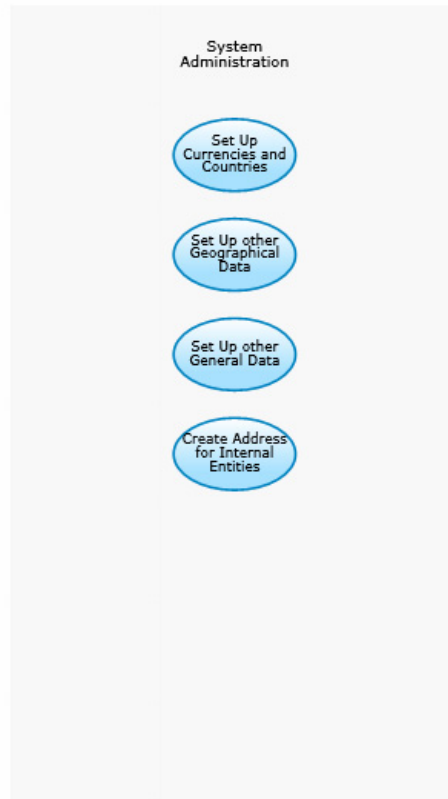 System
Administration
Set Up
Currencies and
Countries
Set Up other
Geographical
Data
Set Up other
General Data
Create Address
for Internal
Entities